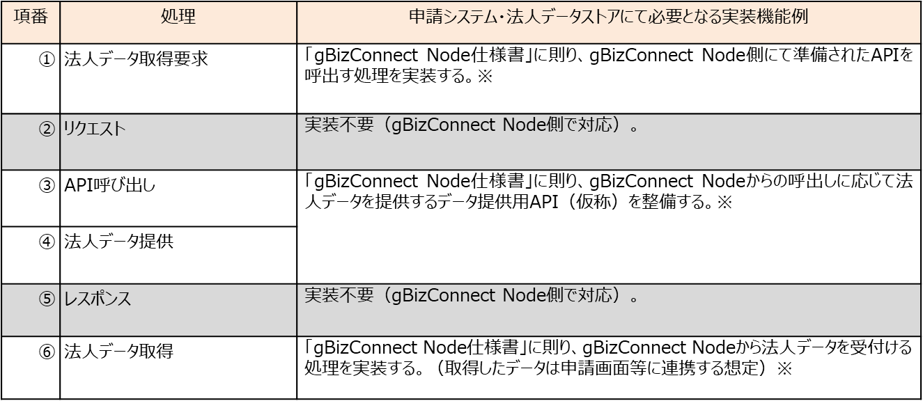 項番 処理 申請システム・法人データストアにて必要となる実装機能例
① 法人データ取得要求 「gBizConnect Node仕様書」に則り、gBizConnect Node側にて準備されたAPIを
呼出す処理を実装する。※
② リクエスト 実装不要（gBizConnect Node側で対応）。
③ API呼び出し 「gBizConnect Node仕様書」に則り、gBizConnect Nodeからの呼出しに応じて法
人データを提供するデータ提供用API（仮称）を整備する。※
④ 法人データ提供
⑤ レスポンス 実装不要（gBizConnect Node側で対応）。
⑥ 法人データ取得 「gBizConnect Node仕様書」に則り、gBizConnect Nodeから法人データを受付ける
処理を実装する。（取得したデータは申請画面等に連携する想定）※